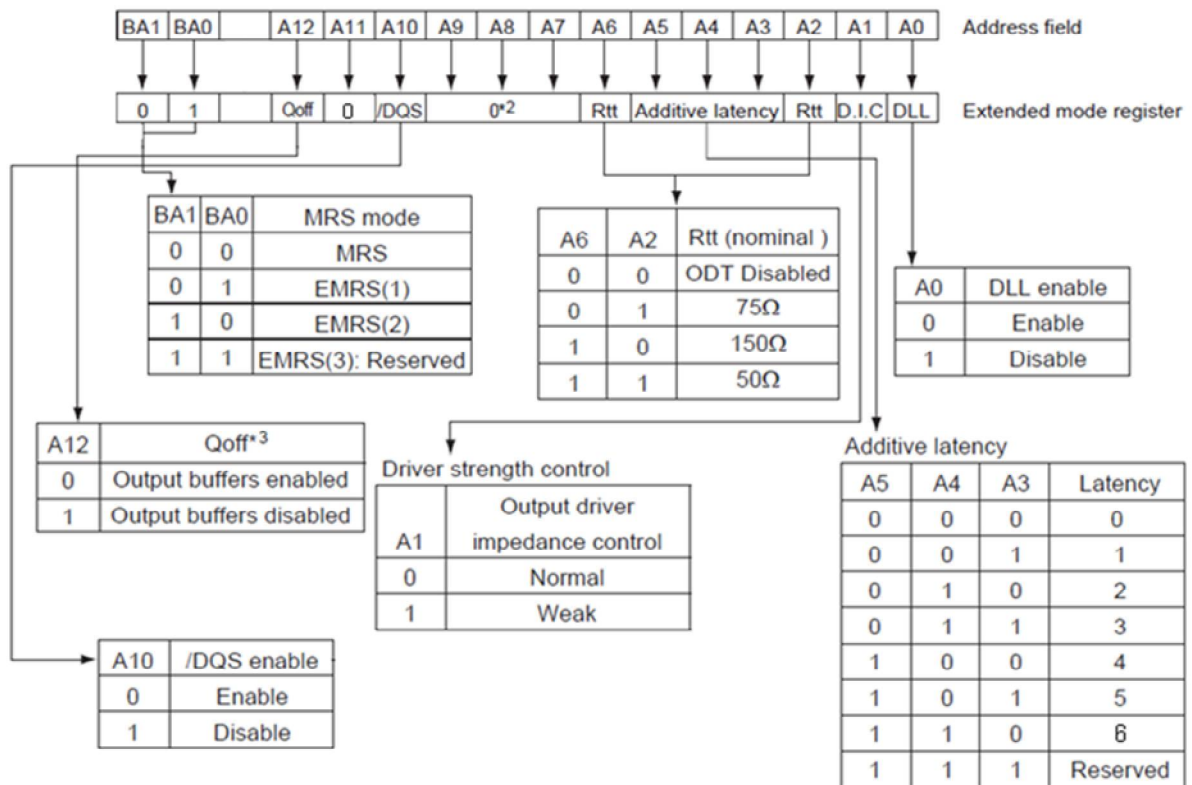 BA1 BA0 A12 A11 A10 A9 A8 A7 A6 A5 A4 A3 A2 A1 A0 Address field
0 1 Qoff 0 /DQS 0*2 Rtt Additive latency Rtt D.I.C DLL Extended mode register
BA1 BA0 MRS mode
0 0 MRS
0 1 EMRS(1)
1 0 EMRS(2)
1 1 EMRS(3): Reserved
A6 A2 Rtt (nominal )
0 0 ODT Disabled
0 1 75Ω
1 0 150Ω
1 1 50Ω
A0 DLL enable
0 Enable
1 Disable
A12 Qoff*3
0 Output buffers enabled
1 Output buffers disabled
Driver strength control
A1 Output driver
impedance control
0 Normal
1 Weak
Additive latency
A5 A4 A3 Latency
0 0 0 0
0 0 1 1
0 1 0 2
0 1 1 3
1 0 0 4
1 0 1 5
1 1 0 6
1 1 1 Reserved
A10 /DQS enable
0 Enable
1 Disable